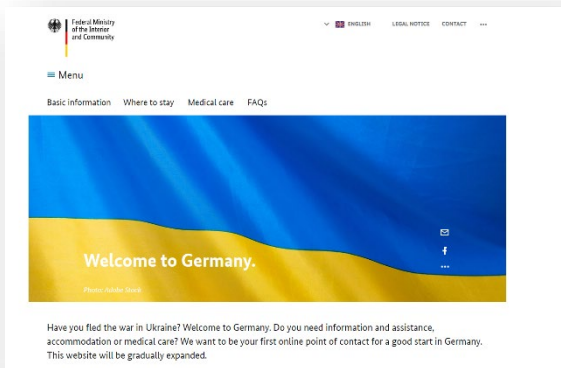 Federal Ministry
of the Interior
and Community
ENGLISH
LEGAL NOTICE
CONTACT
Menu
Basic information
Where to stay
Medical care
FAQs
Welcome to Germany.
Photo: Adobe Stock
Have you fled the war in Ukraine? Welcome to Germany. Do you need information and assistance,
accommodation or medical care? We want to be your first online point of contact for a good start in Germany.
This website will be gradually expanded.